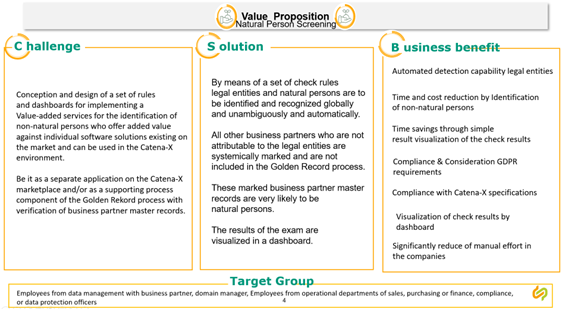 Value Proposition
Natural Person Screening
C hallenge
Conception and design of a set of rules
and dashboards for implementing a
Value-added services for the identification of
non-natural persons who offer added value
against individual software solutions existing on
the market and can be used in the Catena-X
environment.
Be it as a separate application on the Catena-X
marketplace and/or as a supporting process
component of the Golden Rekord process with
verification of business partner master records.
S olution
By means of a set of check rules
legal entities and natural persons are to
be identified and recognized globally
and unambiguously and automatically.
All other business partners who are not
attributable to the legal entities are
systemically marked and are not
included in the Golden Record process.
These marked business partner master
records are very likely to be
natural persons.
The results of the exam are
visualized in a dashboard.
B usiness benefit
Automated detection capability legal entities
Time and cost reduction by Identification
of non-natural persons
Time savings through simple
result visualization of the check results
Compliance & Consideration GDPR
requirements
Compliance with Catena-X specifications
Visualization of check results by
dashboard
Significantly reduce of manual effort in
the companies
Target Group
Employees from data management with business partner, domain manager, Employees from operational departments of sales, purchasing or finance, compliance,
or data protection officers
4